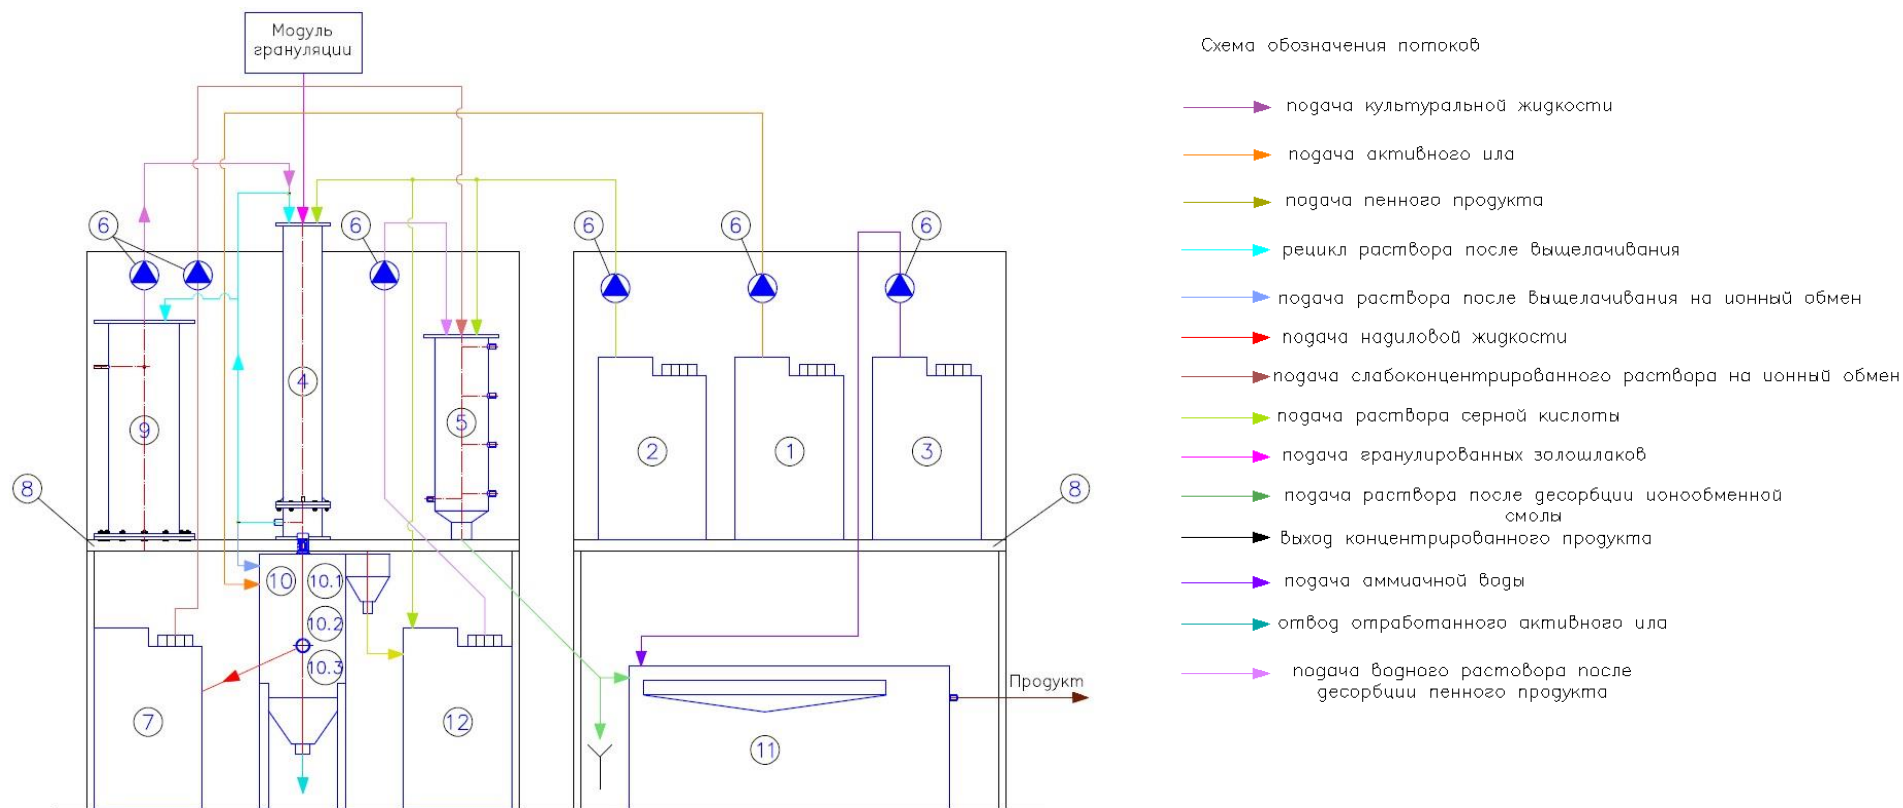 Модуль
грануляции
6
6
6
6
6
4
9
5
2
1
3
8
8
10
10.1
10.2
10.3
7
12
11
Продукт
Схема обозначения потоков
подача культуральной жидкости
подача активного ила
подача пенного продукта
рецикл раствора после выщелачивания
подача раствора после выщелачивания на ионный обмен
подача надиловой жидкости
подача слабоконцентрированного раствора на ионный обмен
подача раствора серной кислоты
подача гранулированных золошлаков
подача раствора после десорбции ионообменной
смолы
выход концентрированного продукта
подача аммиачной воды
отвод отработанного активного ила
подача водного растовора после
десорбции пенного продукта